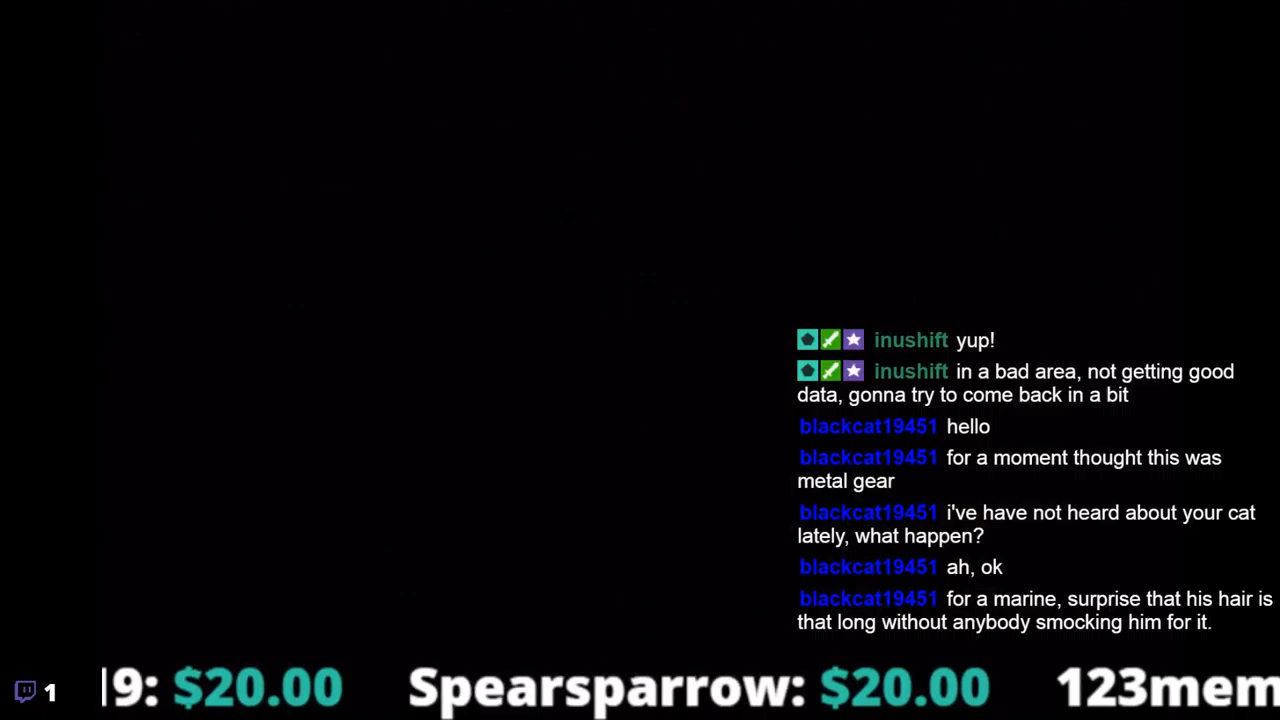 inushift yup!
inushift in a bad area, not getting good
data, gonna try to come back in a bit
blackcat19451 hello
blackcat19451 for a moment thought this was
metal gear
blackcat19451 i've have not heard about your cat
lately, what happen?
blackcat19451 ah, ok
blackcat19451 for a marine, surprise that his hair is
that long without anybody smocking him for it.
1 19: $20.00 Spearsparrow: $20.00 123mem